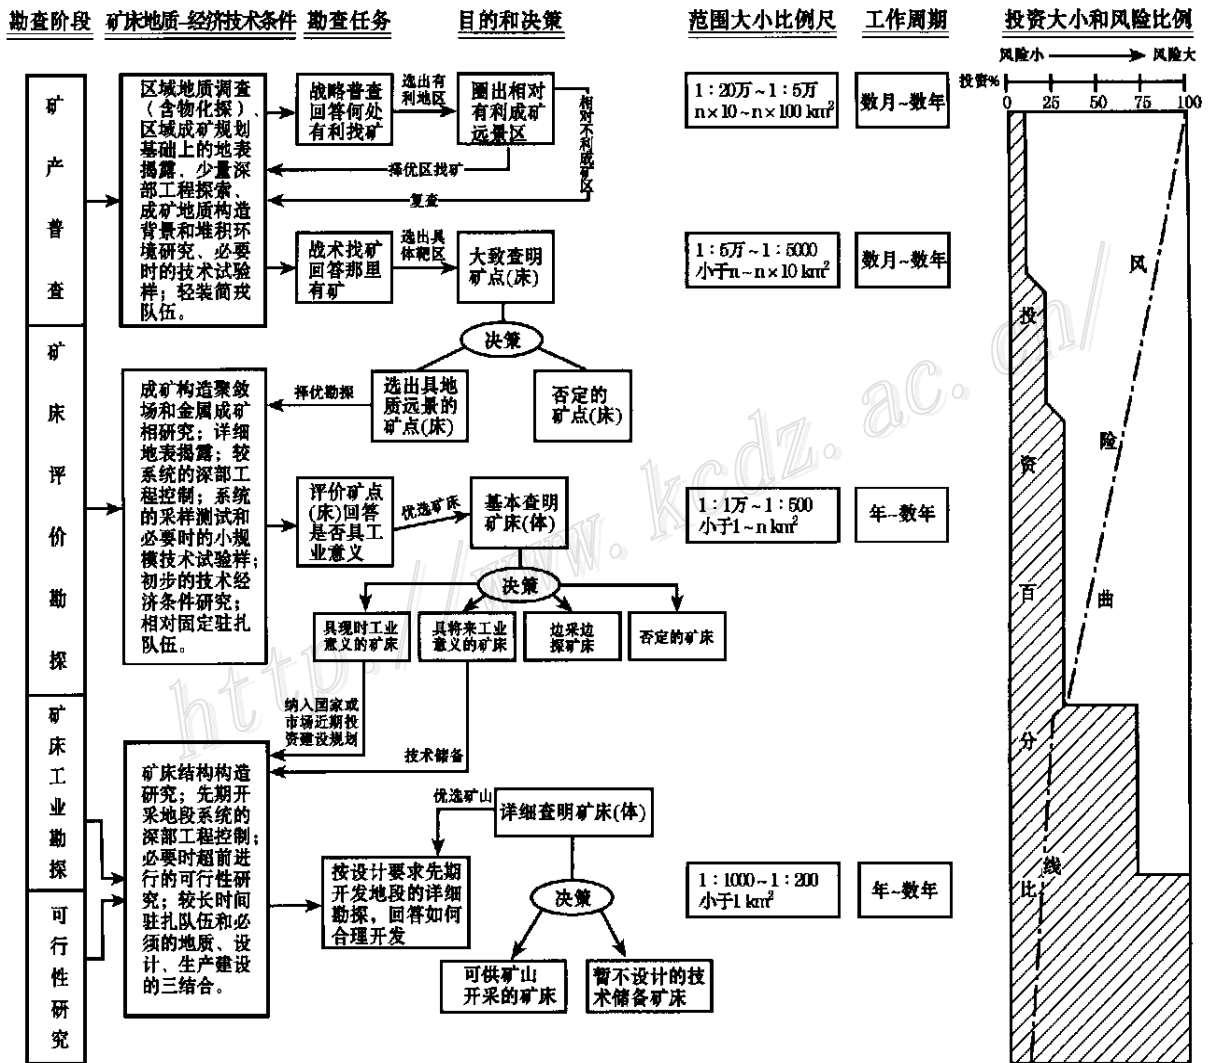 勘查阶段
矿床地质-经济技术条件
勘查任务
目的和决策
范围大小比例尺
工作周期
投资大小和风险比例
风险小
风险大
投资%
0
25
50
75
100
矿产普查
矿床评价勘探
矿床工业勘探
可行性研究
区域地质调查
(含物化探)、
区域成矿规划
基础上的地表
揭露、少量深
部工程探索、
成矿地质构造
背景和堆积环
境研究、必要
时的技术试验
样；轻装简戎
队伍。
战略普查
回答何处
有利找矿
选出有
利地区
圈出相对
有利成矿
远景区
相对不利成矿区
择优区找矿
复查
1：20万~1：5万
n×10~n×100 km²
数月~数年
战术找矿
回答那里
有矿
选出具
体靶区
大致查明
矿点(床)
1：5万~1：5000
小于n~n×10 km²
数月~数年
决策
选出具地
质远景的
矿点(床)
否定的
矿点(床)
择优勘探
成矿构造聚敛
场和金属成矿
相研究；详细
地表揭露；较
系统的深部工
程控制；系统
的采样测试和
必要时的小规
模技术试验样；
初步的技术经
济条件研究；
相对固定驻扎
队伍。
评价矿点
(床)回答
是否具工
业意义
优选矿床
基本查明
矿床(体)
1：1万~1：500
小于1~n km²
年~数年
决策
具现时工业
意义的矿床
具将来工业
意义的矿床
边采边
探矿床
否定的矿床
纳入国家或
市场近期投
资建设规划
技术储备
矿床结构构造
研究；先期开
采地段系统的
深部工程控制；
必要时超前进
行的可行性研
究；较长时间
驻扎队伍和必
须的地质、设
计、生产建设
的三结合。
优选矿山
详细查明矿床(体)
按设计要求先期
开发地段的详细
勘探，回答如何
合理开发
决策
可供矿山
开采的矿床
暂不设计的技
术储备矿床
1：1000~1：200
小于1 km²
年~数年
投资百分比
风险曲线
http://www.kcdz.ac.cn/